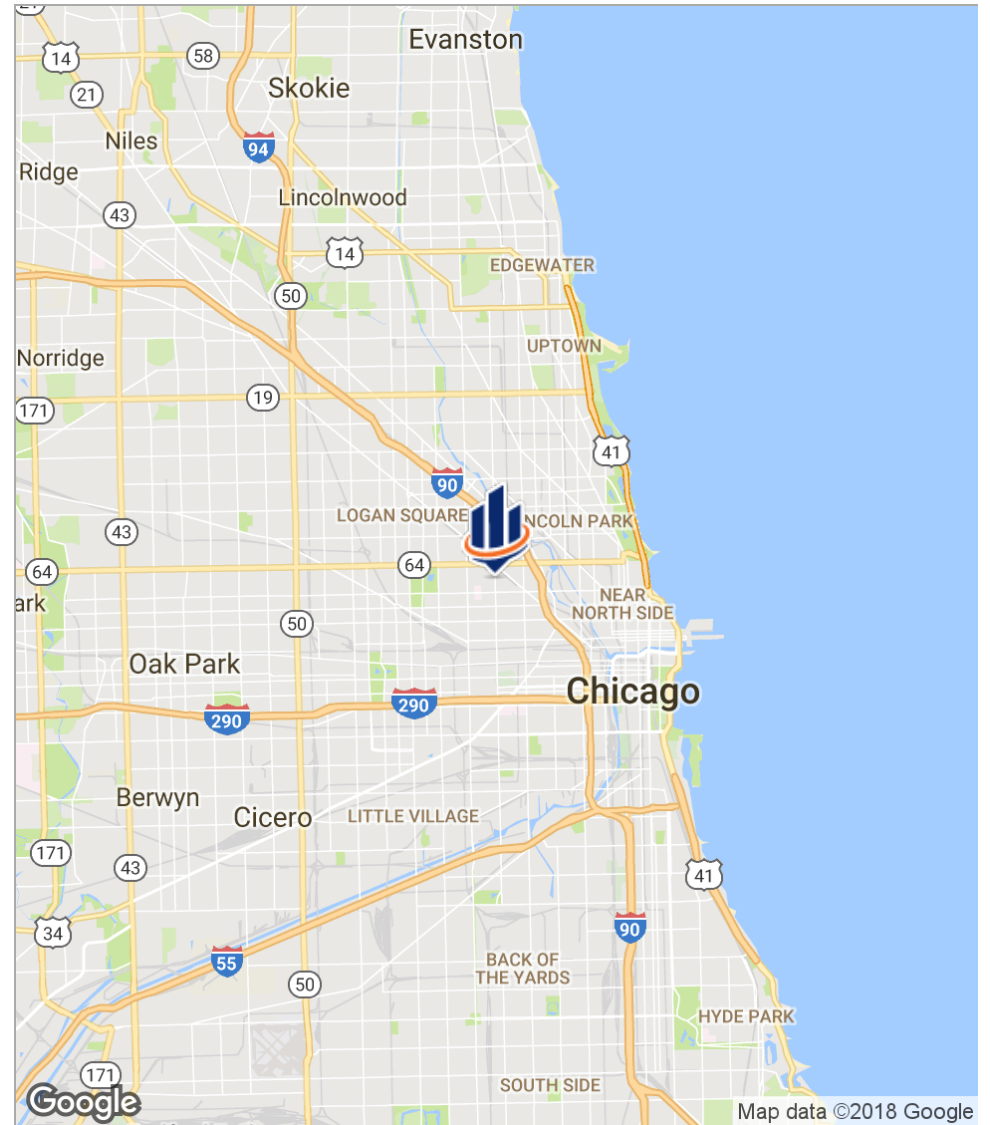 Evanston
14
58
Skokie
21
Niles
94
Ridge
Lincolnwood
43
14
EDGEWATER
50
UPTOWN
Norridge
19
171
41
90
LOGAN SQUARE
NCOLN PARK
43
64
64
NEAR
NORTH SIDE
ark
50
Oak Park
Chicago
290
290
Berwyn
Cicero
LITTLE VILLAGE
171
43
41
34
90
55
BACK OF
THE YARDS
50
HYDE PARK
171
SOUTH SIDE
Google
Map data ©2018 Google